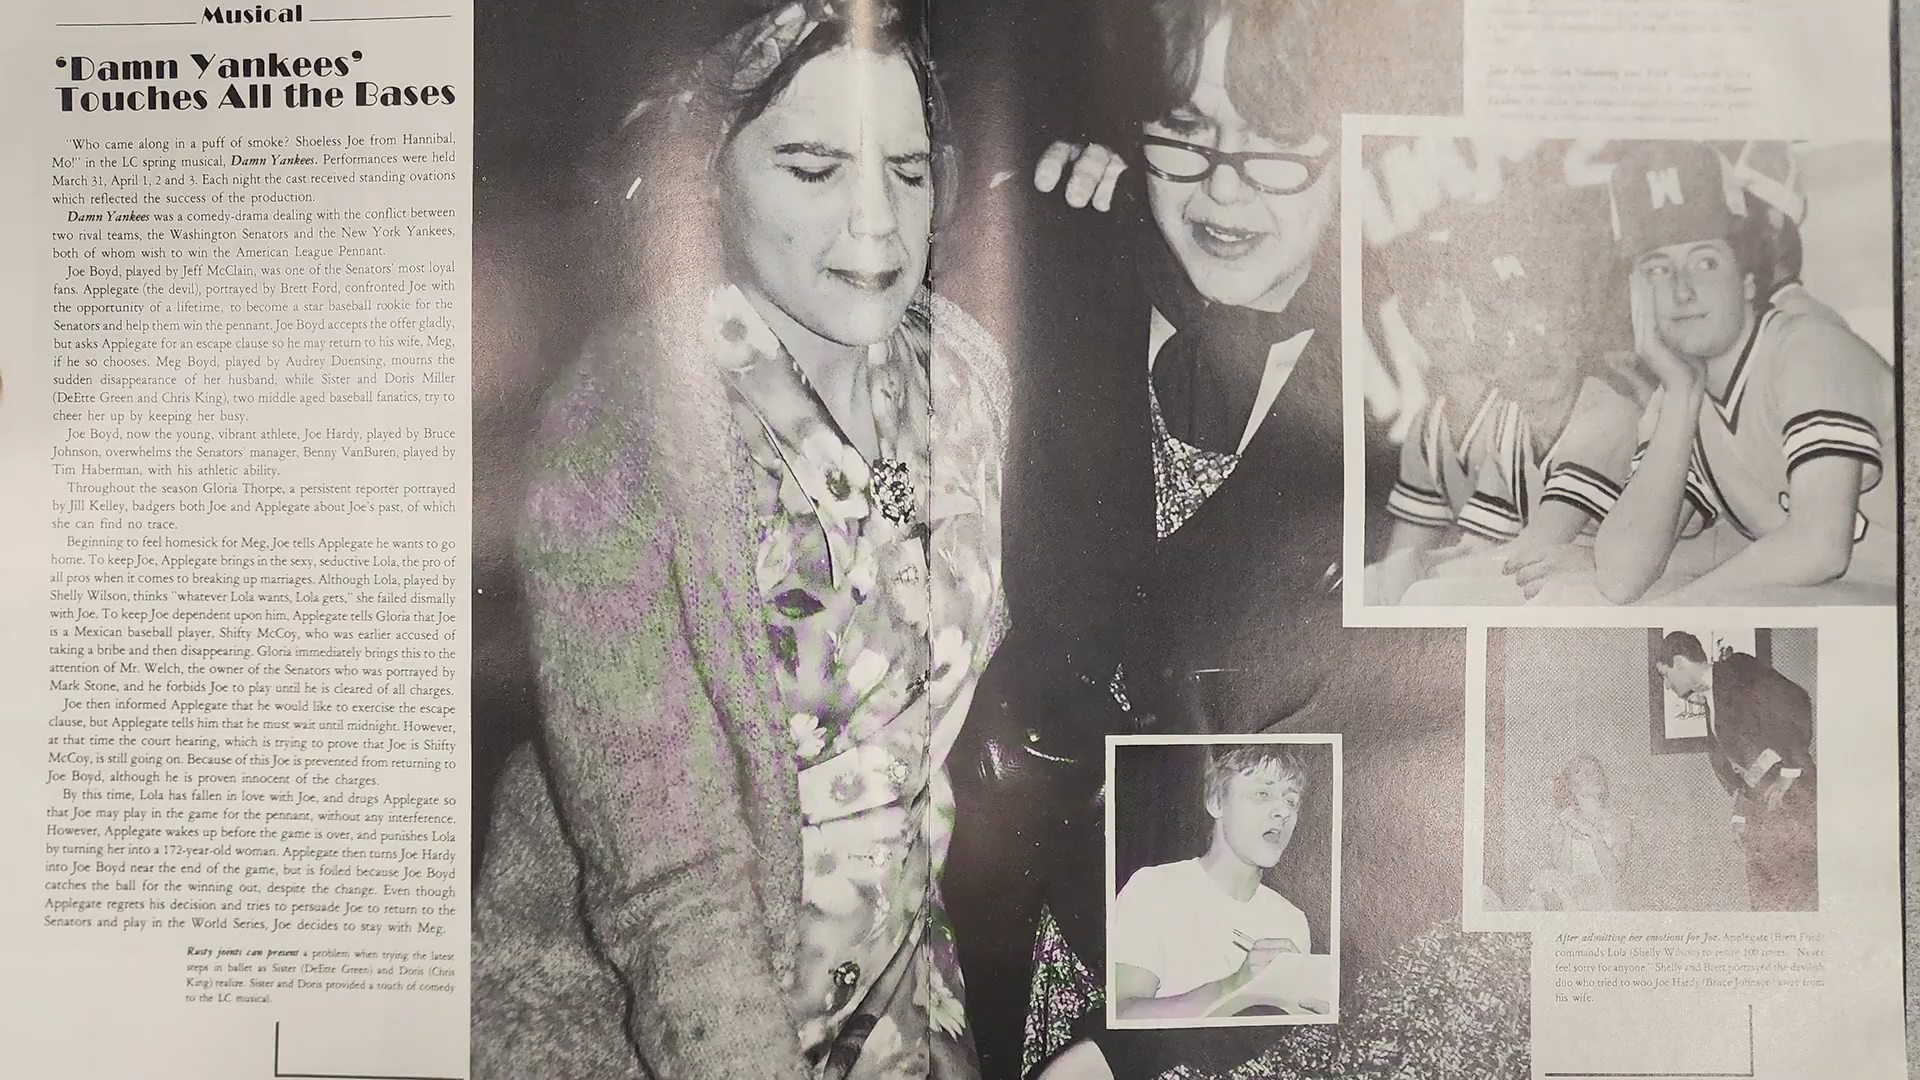 Musical
‘Damn Yankees’
Touches All the Bases
"Who came along in a puff of smoke? Shoeless Joe from Hannibal,
Mo!" in the LC spring musical, Damn Yankees. Performances were held
March 31, April 1, 2 and 3. Each night the cast received standing ovations
which reflected the success of the production.
Damn Yankees was a comedy-drama dealing with the conflict between
two rival teams, the Washington Senators and the New York Yankees,
both of whom wish to win the American League Pennant.
Joe Boyd, played by Jeff McClain, was one of the Senators' most loyal
fans. Applegate (the devil), portrayed by Brett Ford, confronted Joe with
the opportunity of a lifetime, to become a star baseball rookie for the
Senators and help them win the pennant. Joe Boyd accepts the offer gladly,
but asks Applegate for an escape clause so he may return to his wife, Meg,
if he so chooses. Meg Boyd, played by Audrey Duensing, mourns the
sudden disappearance of her husband, while Sister and Doris Miller
(DeEtte Green and Chris King), two middle aged baseball fanatics, try to
cheer her up by keeping her busy.
Joe Boyd, now the young, vibrant athlete, Joe Hardy, played by Bruce
Johnson, overwhelms the Senators' manager, Benny VanBuren, played by
Tim Haberman, with his athletic ability.
Throughout the season Gloria Thorpe, a persistent reporter portrayed
by Jill Kelley, badgers both Joe and Applegate about Joe's past, of which
she can find no trace.
Beginning to feel homesick for Meg, Joe tells Applegate he wants to go
home. To keep Joe, Applegate brings in the sexy, seductive Lola, the pro of
all pros when it comes to breaking up marriages. Although Lola, played by
Shelly Wilson, thinks "whatever Lola wants, Lola gets," she failed dismally
with Joe. To keep Joe dependent upon him, Applegate tells Gloria that Joe
is a Mexican baseball player, Shifty McCoy, who was earlier accused of
taking a bribe and then disappearing. Gloria immediately brings this to the
attention of Mr. Welch, the owner of the Senators who was portrayed by
Mark Stone, and he forbids Joe to play until he is cleared of all charges.
Joe then informed Applegate that he would like to exercise the escape
clause, but Applegate tells him that he must wait until midnight. However,
at that time the court hearing, which is trying to prove that Joe is Shifty
McCoy, is still going on. Because of this Joe is prevented from returning to
Joe Boyd, although he is proven innocent of the charges.
By this time, Lola has fallen in love with Joe, and drugs Applegate so
that Joe may play in the game for the pennant, without any interference.
However, Applegate wakes up before the game is over, and punishes Lola
by turning her into a 172-year-old woman. Applegate then turns Joe Hardy
into Joe Boyd near the end of the game, but is foiled because Joe Boyd
catches the ball for the winning out, despite the change. Even though
Applegate regrets his decision and tries to persuade Joe to return to the
Senators and play in the World Series, Joe decides to stay with Meg.
Rusty joints can present a problem when trying the latest
steps in ballet as Sister (DeEtte Green) and Doris (Chris
King) realize. Sister and Doris provided a touch of comedy
to the LC musical.
W
After admitting her emotions for Joe, Applegate (Brett Ford)
commands Lola (Shelly Wilson) to recite 100 times, "Never
feel sorry for anyone." Shelly and Brett portrayed the devilish
duo who tried to woo Joe Hardy (Bruce Johnson) away from
his wife.